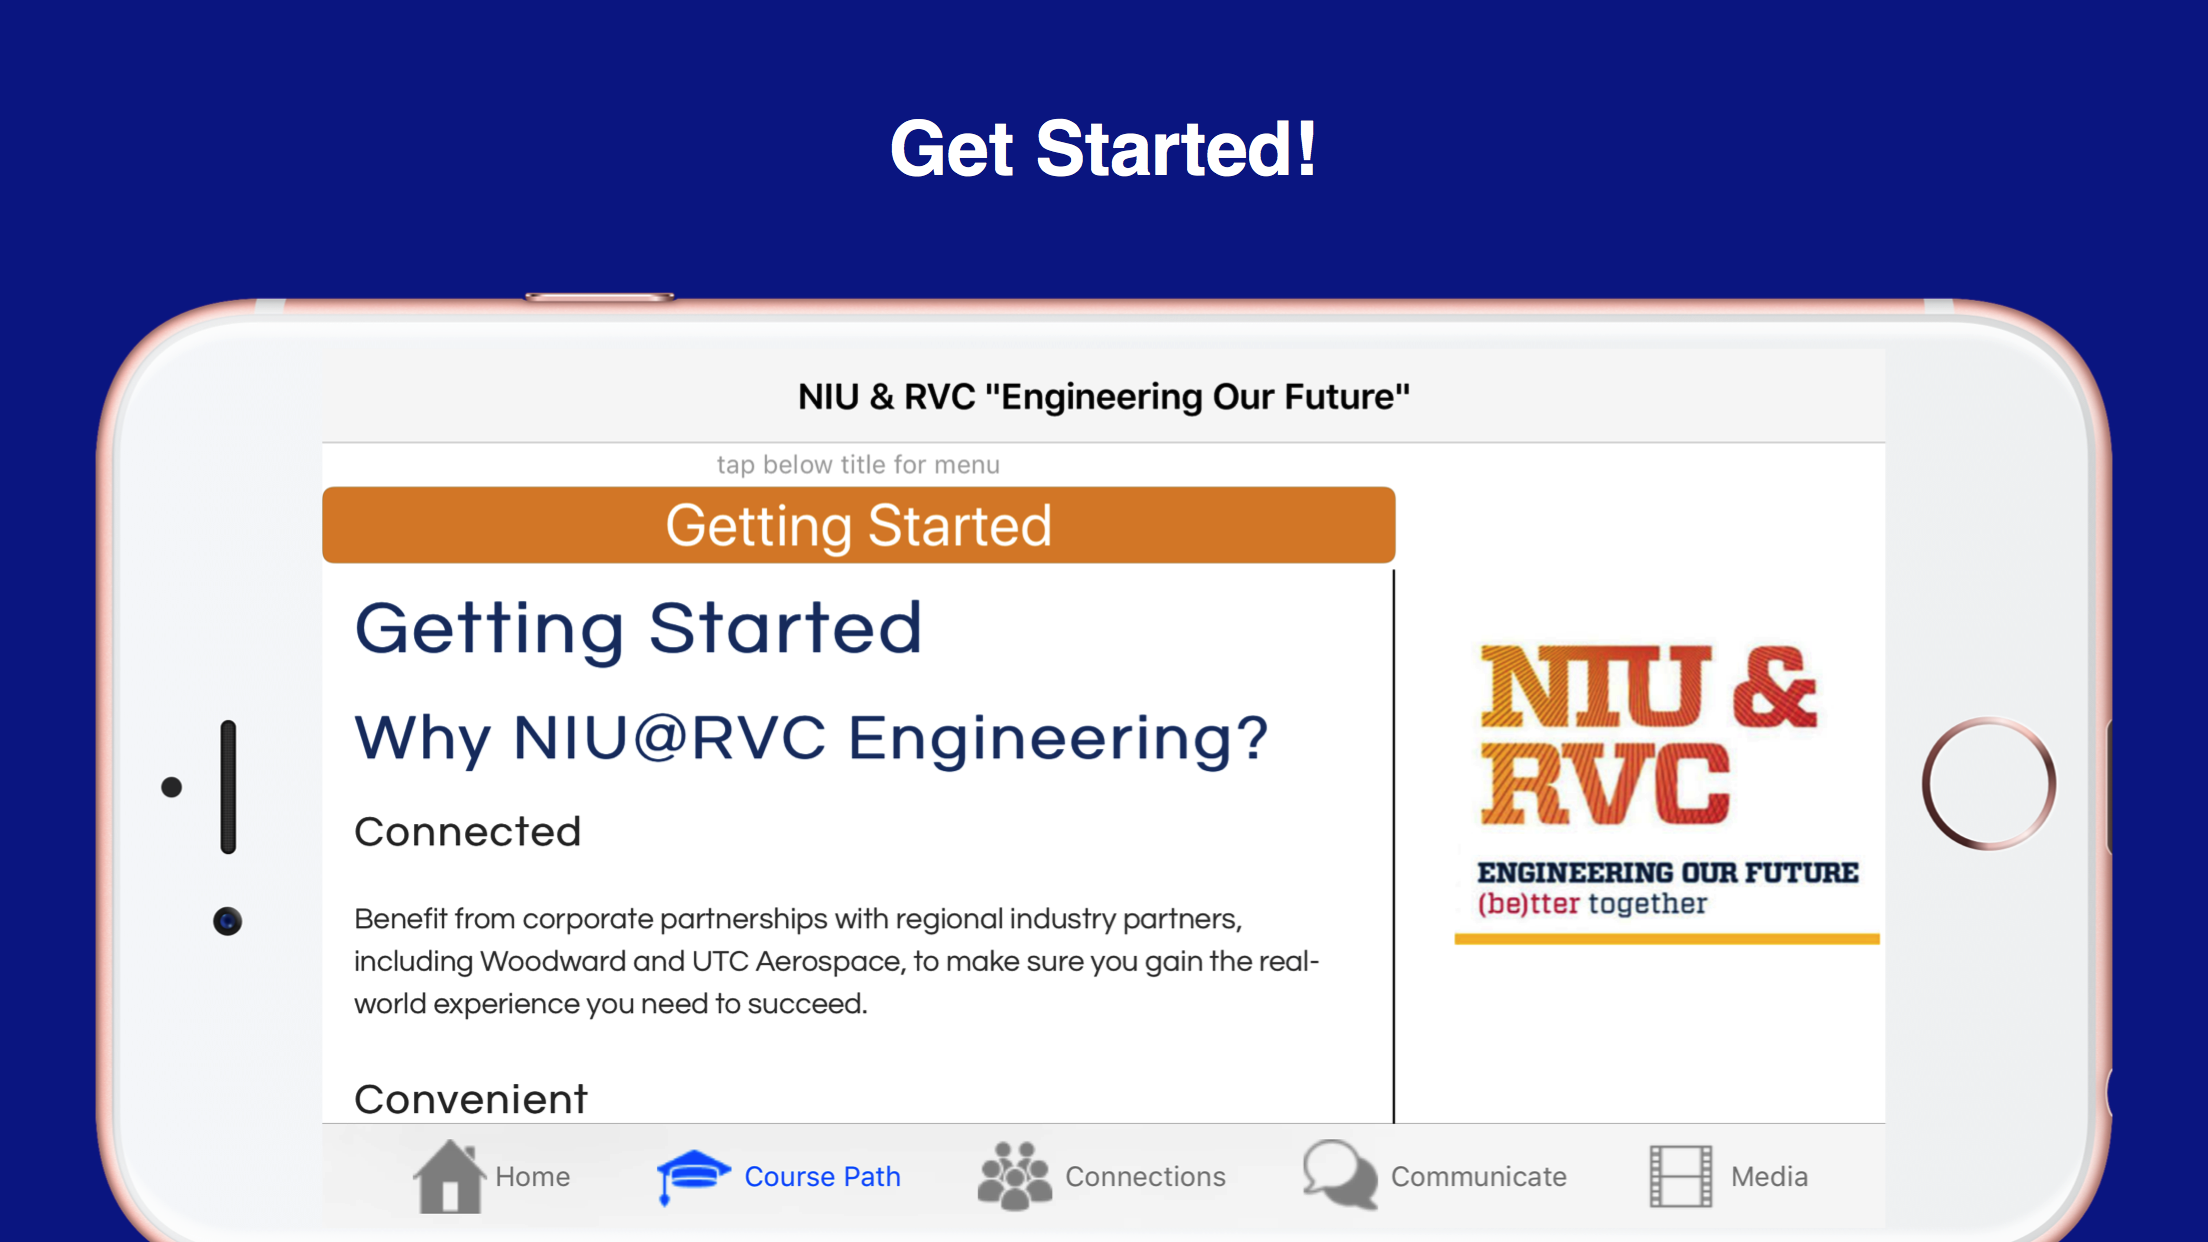 Get Started!
NIU & RVC "Engineering Our Future"
tap below title for menu
Getting Started
Getting Started
Why NIU@RVC Engineering?
Connected
Benefit from corporate partnerships with regional industry partners,
including Woodward and UTC Aerospace, to make sure you gain the real-
world experience you need to succeed.
Convenient
NIU &
RVC
ENGINEERING OUR FUTURE
(be)tter together
Home
Course Path
Connections
Communicate
Media